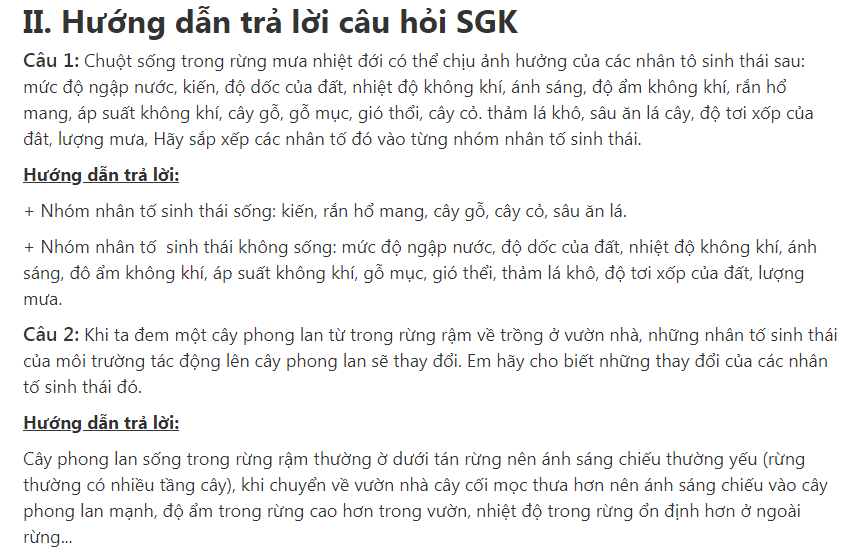 II. Hướng dẫn trả lời câu hỏi SGK
Câu 1: Chuột sống trong rừng mưa nhiệt đới có thể chịu ảnh hưởng của các nhân tô sinh thái sau:
mức độ ngập nước, kiến, độ dốc của đất, nhiệt độ không khí, ánh sáng, độ ẩm không khí, rắn hổ
mang, áp suất không khí, cây gỗ, gỗ mục, gió thổi, cây cỏ. thảm lá khô, sâu ăn lá cây, độ tơi xốp của
đât, lượng mưa, Hãy sắp xếp các nhân tố đó vào từng nhóm nhân tố sinh thái.
Hướng dẫn trả lời:
+ Nhóm nhân tố sinh thái sống: kiến, rắn hổ mang, cây gỗ, cây cỏ, sâu ăn lá.
+ Nhóm nhân tố sinh thái không sống: mức độ ngập nước, độ dốc của đất, nhiệt độ không khí, ánh
sáng, đô ẩm không khí, áp suất không khí, gỗ mục, gió thểi, thảm lá khô, độ tơi xốp của đất, lượng
mưa.
Câu 2: Khi ta đem một cây phong lan từ trong rừng rậm về trồng ở vườn nhà, những nhân tố sinh thái
của môi trường tác động lên cây phong lan sẽ thay đổi. Em hãy cho biết những thay đổi của các nhân
tố sinh thái đó.
Hướng dẫn trả lời:
Cây phong lan sống trong rừng rậm thường ờ dưới tán rừng nên ánh sáng chiếu thường yếu (rừng
thường có nhiều tầng cây), khi chuyển về vườn nhà cây cối mọc thưa hơn nên ánh sáng chiếu vào cây
phong lan mạnh, độ ẩm trong rừng cao hơn trong vườn, nhiệt độ trong rừng ổn định hơn ở ngoài
rừng...